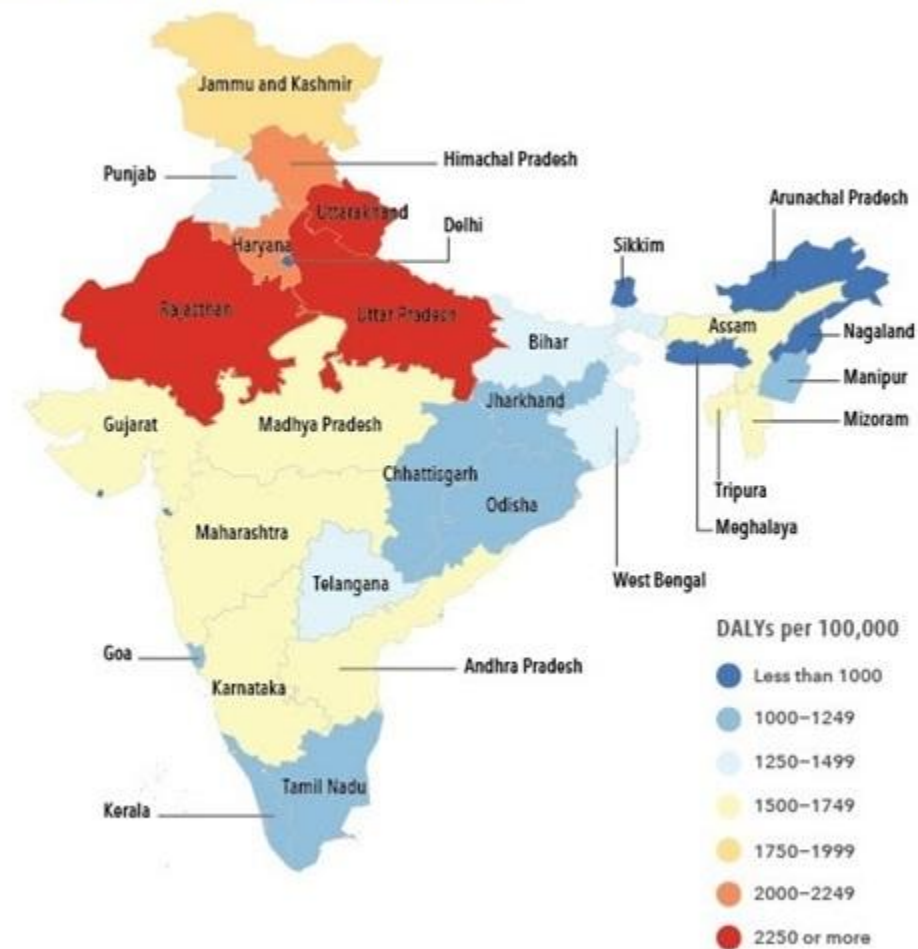 Jammu and Kashmir
Himachal Pradesh
Punjab
Uttarakhand
Arunachal Pradesh
Delhi
Haryana
Sikkim
Rajasthan
Uttar Pradesh
Assam
Nagaland
Bihar
Manipur
Jharkhand
Mizoram
Gujarat
Madhya Pradesh
Chhattisgarh
Tripura
Odisha
Meghalaya
Maharashtra
Telangana
West Bengal
Goa
Andhra Pradesh
Karnataka
Tamil Nadu
Kerala
DALYs per 100,000
Less than 1000
1000–1249
1250–1499
1500–1749
1750–1999
2000–2249
2250 or more